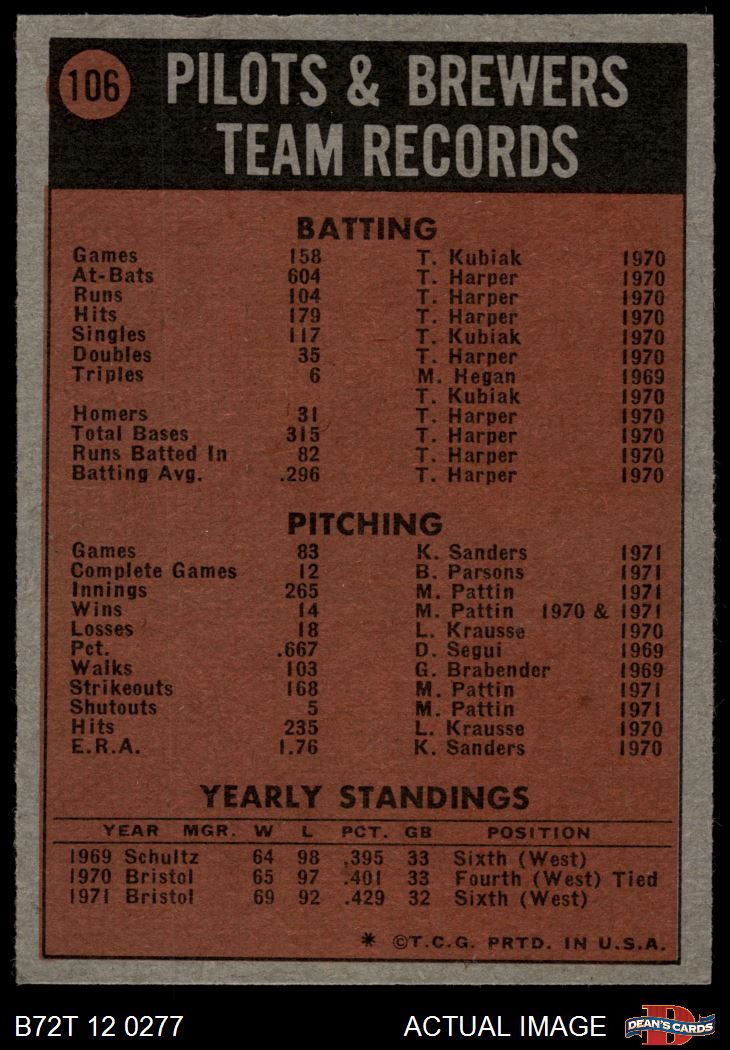 106
PILOTS & BREWERS
TEAM RECORDS
BATTING
Games 158 T. Kubiak 1970
At-Bats 604 T. Harper 1970
Runs 104 T. Harper 1970
Hits 179 T. Harper 1970
Singles 117 T. Kubiak 1970
Doubles 35 T. Harper 1970
Triples 6 M. Hegan 1969
T. Kubiak 1970
Homers 31 T. Harper 1970
Total Bases 315 T. Harper 1970
Runs Batted In 82 T. Harper 1970
Batting Avg. .296 T. Harper 1970
PITCHING
Games 83 K. Sanders 1971
Complete Games 12 B. Parsons 1971
Innings 265 M. Pattin 1971
Wins 14 M. Pattin 1970 & 1971
Losses 18 L. Krausse 1970
Pct. .667 D. Segui 1969
Walks 103 G. Brabender 1969
Strikeouts 168 M. Pattin 1971
Shutouts 5 M. Pattin 1971
Hits 235 L. Krausse 1970
E.R.A. 1.76 K. Sanders 1970
YEARLY STANDINGS
YEAR MGR. W L PCT. GB POSITION
1969 Schultz 64 98 .395 33 Sixth (West)
1970 Bristol 65 97 .401 33 Fourth (West) Tied
1971 Bristol 69 92 .429 32 Sixth (West)
* ©T.C.G. PRTD. IN U.S.A.
B72T 12 0277 ACTUAL IMAGE D DEAN'S CARDS